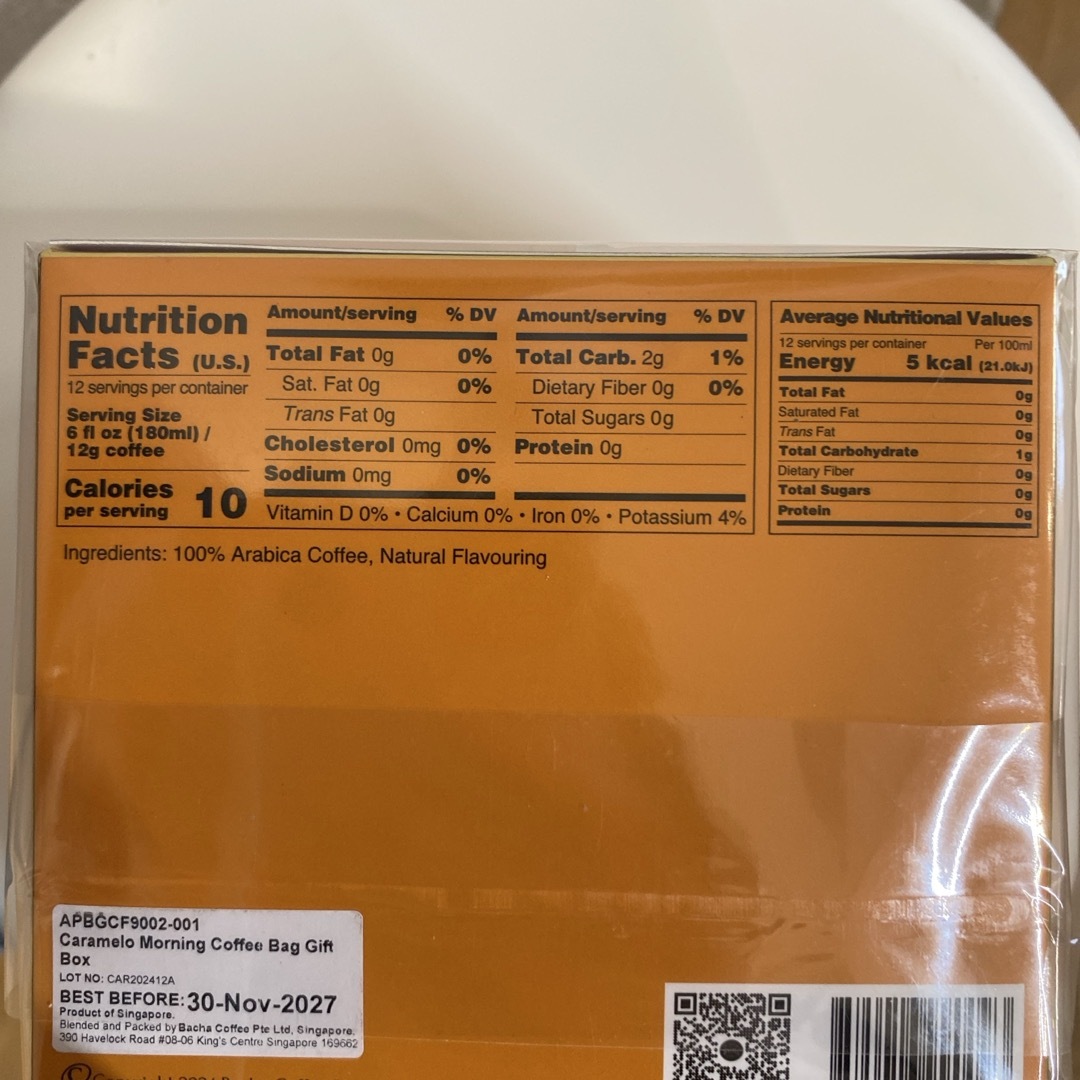 Nutrition
Facts (U.S.)
12 servings per container
Serving Size
6 fl oz (180ml) /
12g coffee
Calories
per serving 10
Amount/serving % DV
Total Fat 0g 0%
Sat. Fat 0g 0%
Trans Fat 0g
Cholesterol 0mg 0%
Sodium 0mg 0%
Amount/serving % DV
Total Carb. 2g 1%
Dietary Fiber 0g 0%
Total Sugars 0g
Protein 0g
Vitamin D 0% • Calcium 0% • Iron 0% • Potassium 4%
Average Nutritional Values
12 servings per container Per 100ml
Energy 5 kcal (21.0kJ)
Total Fat 0g
Saturated Fat 0g
Trans Fat 0g
Total Carbohydrate 1g
Dietary Fiber 0g
Total Sugars 0g
Protein 0g
Ingredients: 100% Arabica Coffee, Natural Flavouring
APBGCF9002-001
Caramelo Morning Coffee Bag Gift
Box
LOT NO: CAR202412A
BEST BEFORE: 30-Nov-2027
Product of Singapore.
Blended and Packed by Bacha Coffee Pte Ltd, Singapore.
390 Havelock Road #08-06 King's Centre Singapore 169662